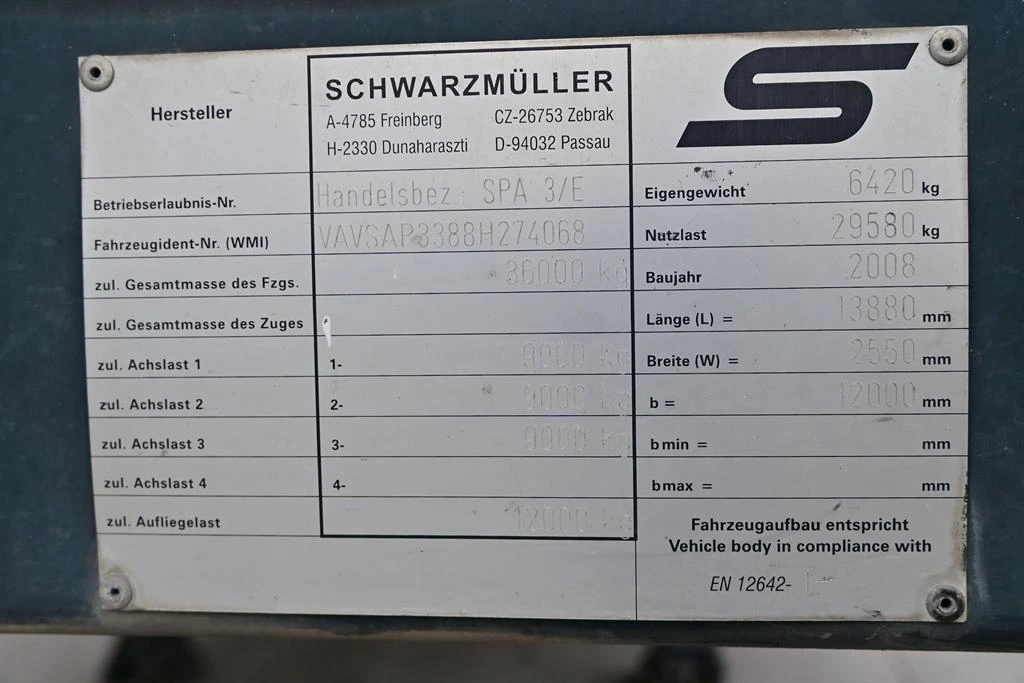 Hersteller
SCHWARZMÜLLER
A-4785 Freinberg CZ-26753 Zebrak
H-2330 Dunaharaszti D-94032 Passau
Betriebserlaubnis-Nr. Handelsbez.: SPA 3/E
Fahrzeugident-Nr. (WMI) VAVSAP3388H274068
zul. Gesamtmasse des Fzgs. 36000 kg
zul. Gesamtmasse des Zuges
zul. Achslast 1 1- 9000 kg
zul. Achslast 2 2- 9000 kg
zul. Achslast 3 3- 9000 kg
zul. Achslast 4 4-
zul. Aufliegelast 12000 kg
Eigengewicht 6420 kg
Nutzlast 29580 kg
Baujahr 2008
Länge (L) = 13880 mm
Breite (W) = 2550 mm
b = 12000 mm
b min = mm
b max = mm
Fahrzeugaufbau entspricht
Vehicle body in compliance with
EN 12642-